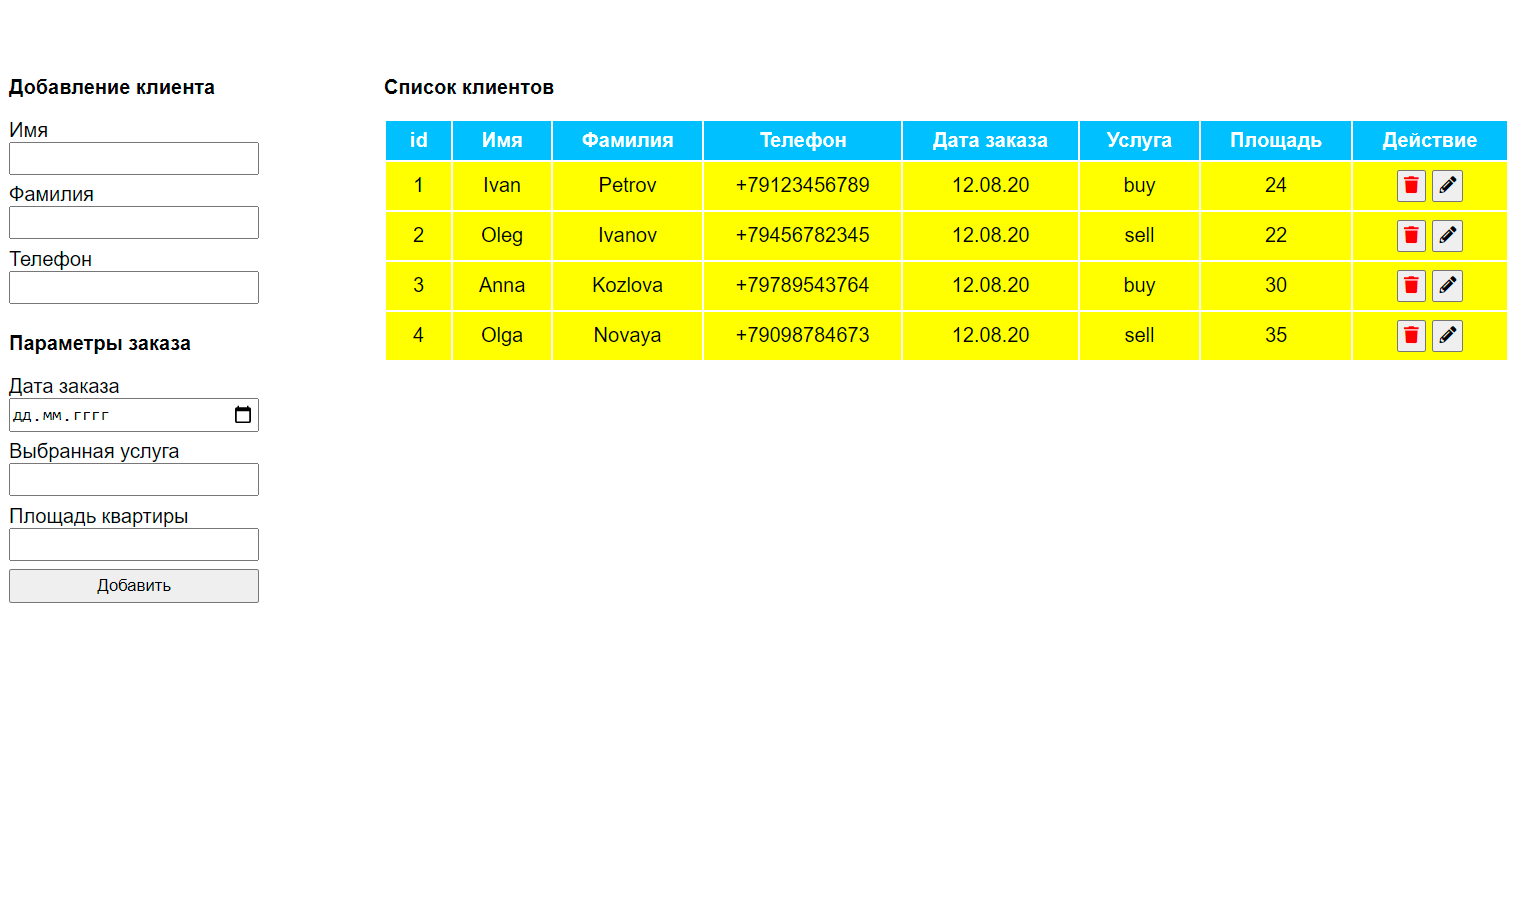 Добавление клиента
Имя
Фамилия
Телефон
Параметры заказа
Дата заказа
дд.мм.гггг
Выбранная услуга
Площадь квартиры
Добавить
Список клиентов
id Имя Фамилия Телефон Дата заказа Услуга Площадь Действие
1 Ivan Petrov +79123456789 12.08.20 buy 24
2 Oleg Ivanov +79456782345 12.08.20 sell 22
3 Anna Kozlova +79789543764 12.08.20 buy 30
4 Olga Novaya +79098784673 12.08.20 sell 35